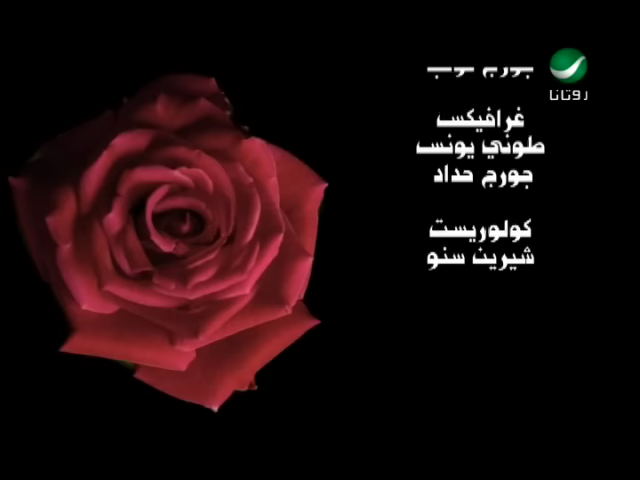 روتانا
غرافيكس
طوني يونس
جورج حداد
كولوريست
شيرين سنو